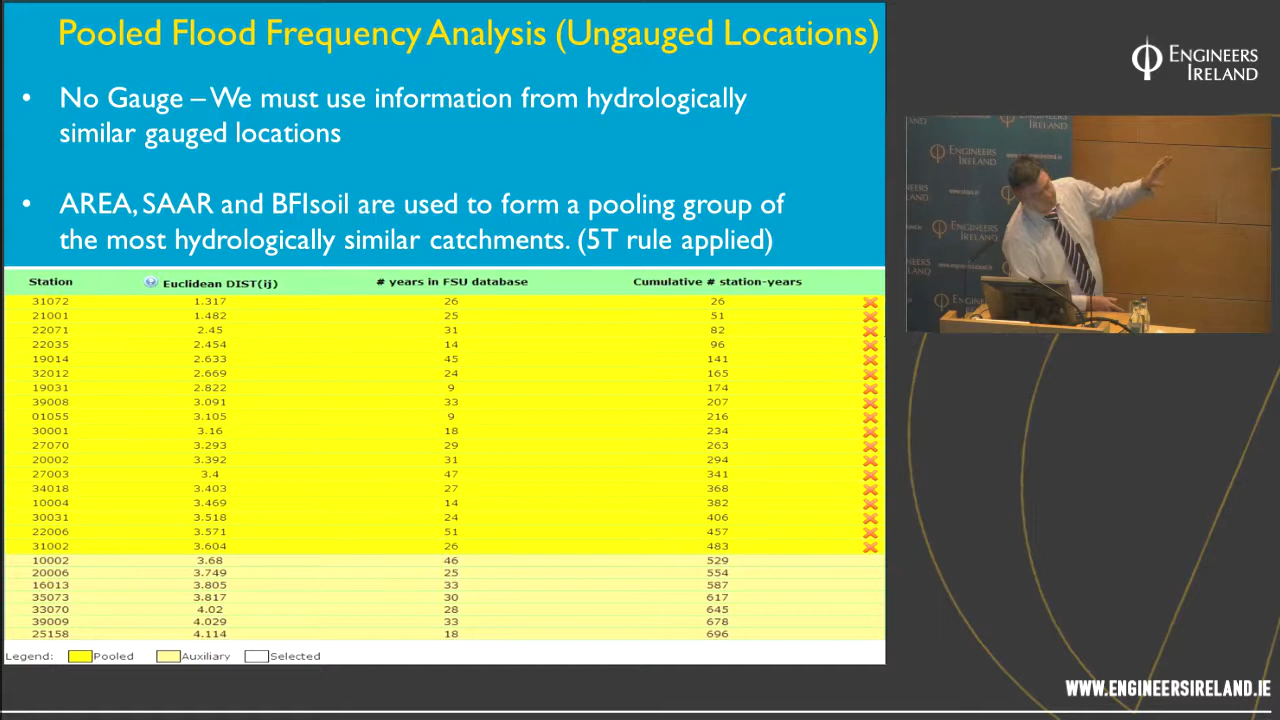 Pooled Flood Frequency Analysis (Ungauged Locations)
• No Gauge – We must use information from hydrologically
similar gauged locations
• AREA, SAAR and BFIsoil are used to form a pooling group of
the most hydrologically similar catchments. (5T rule applied)
Station Euclidean DIST(ij) # years in FSU database Cumulative # station-years
31072 1.317 26 26
21001 1.482 25 51
22071 2.45 31 82
22035 2.454 14 96
19014 2.633 45 141
32012 2.669 24 165
19031 2.822 9 174
39008 3.091 33 207
01055 3.105 9 216
30001 3.16 18 234
27070 3.293 29 263
20002 3.392 31 294
27003 3.4 47 341
34018 3.403 27 368
10004 3.469 14 382
30031 3.518 24 406
22006 3.571 51 457
31002 3.604 26 483
10002 3.68 46 529
20006 3.749 25 554
16013 3.805 33 587
35073 3.817 30 617
33070 4.02 28 645
39009 4.029 33 678
25158 4.114 18 696
Legend: Pooled Auxiliary Selected
ENGINEERS
IRELAND
ENGINEERS
IRELAND
WWW.ENGINEERSIRELAND.IE